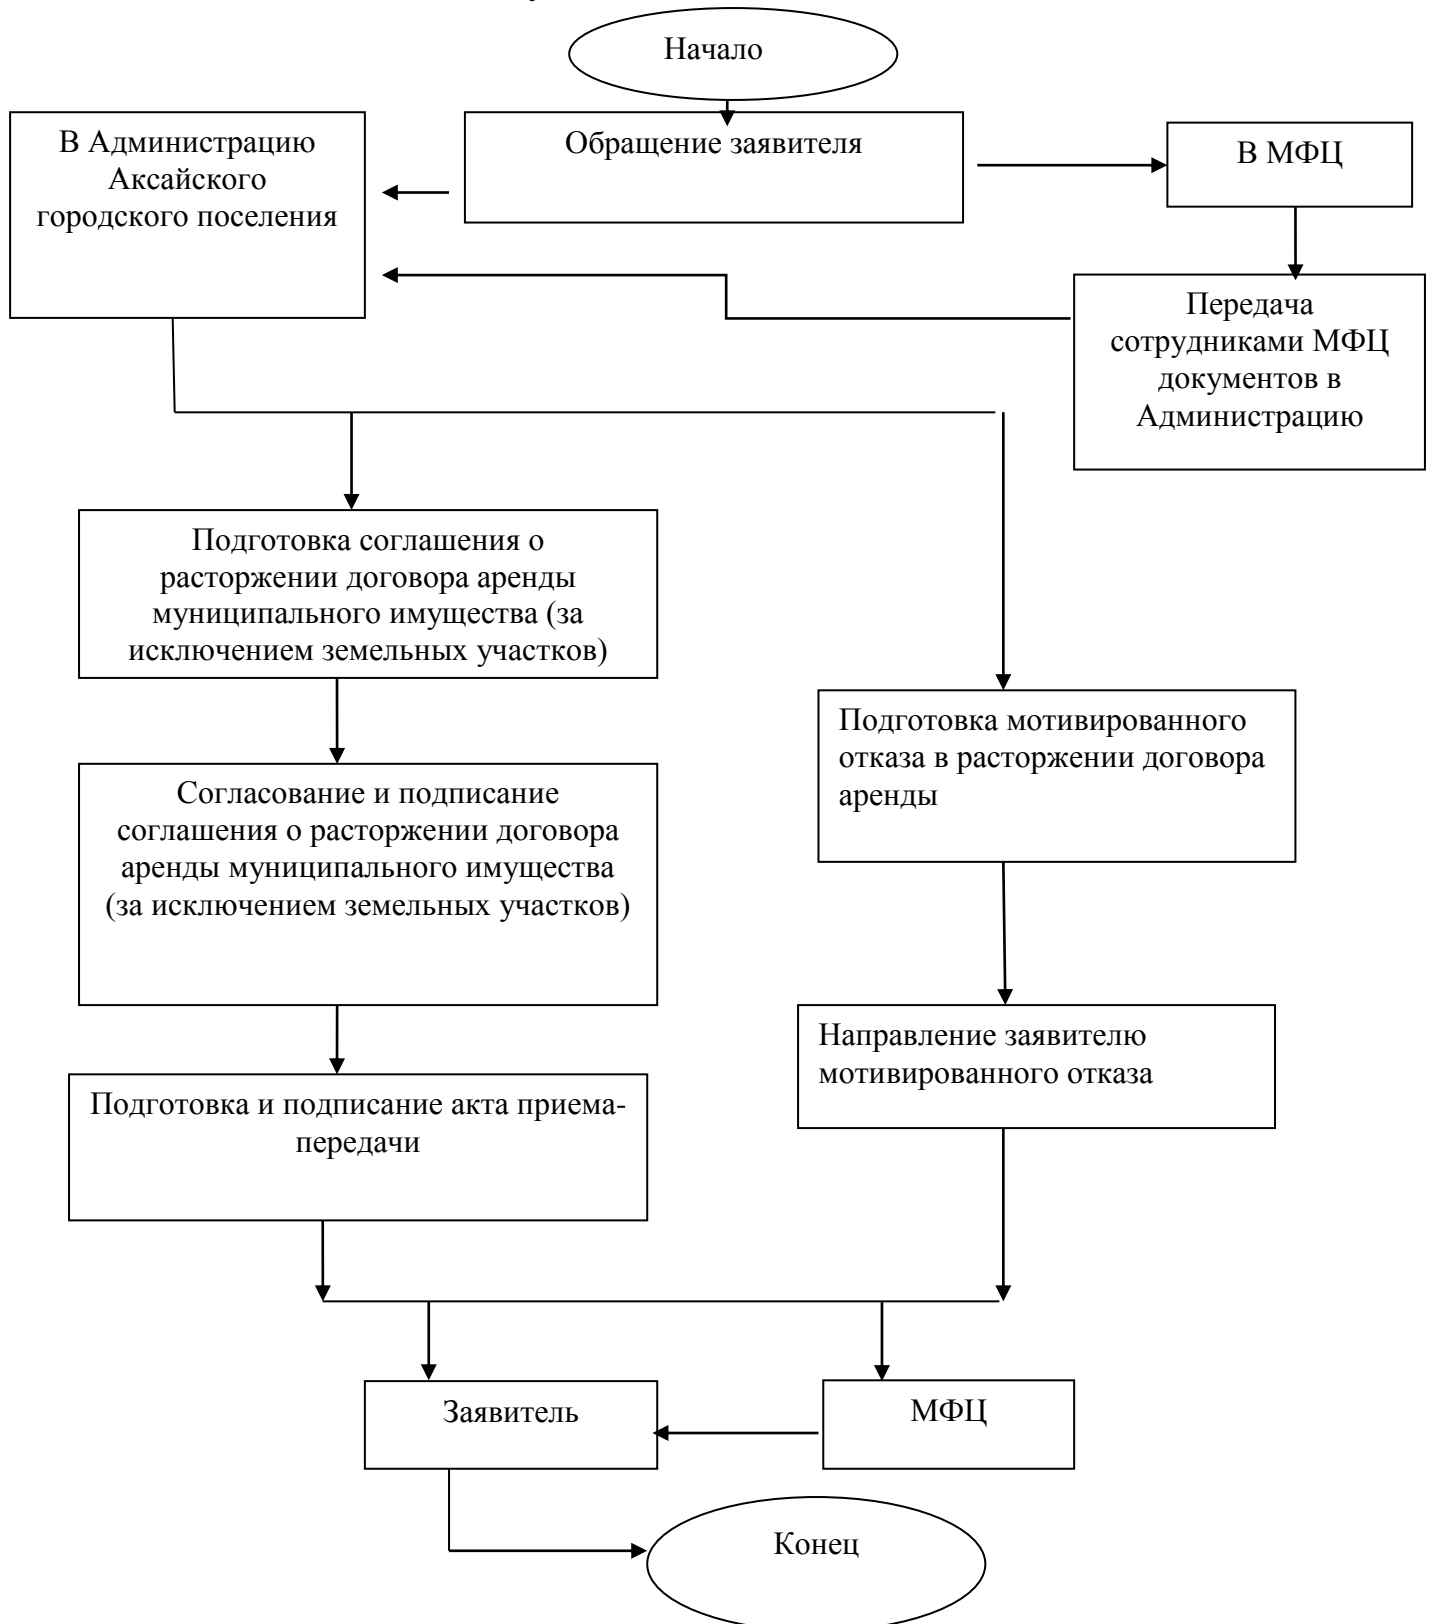 Начало
Обращение заявителя
В Администрацию
Аксайского
городского поселения
В МФЦ
Передача
сотрудниками МФЦ
документов в
Администрацию
Подготовка соглашения о
расторжении договора аренды
муниципального имущества (за
исключением земельных участков)
Подготовка мотивированного
отказа в расторжении договора
аренды
Согласование и подписание
соглашения о расторжении договора
аренды муниципального имущества
(за исключением земельных участков)
Направление заявителю
мотивированного отказа
Подготовка и подписание акта приема-
передачи
Заявитель
МФЦ
Конец